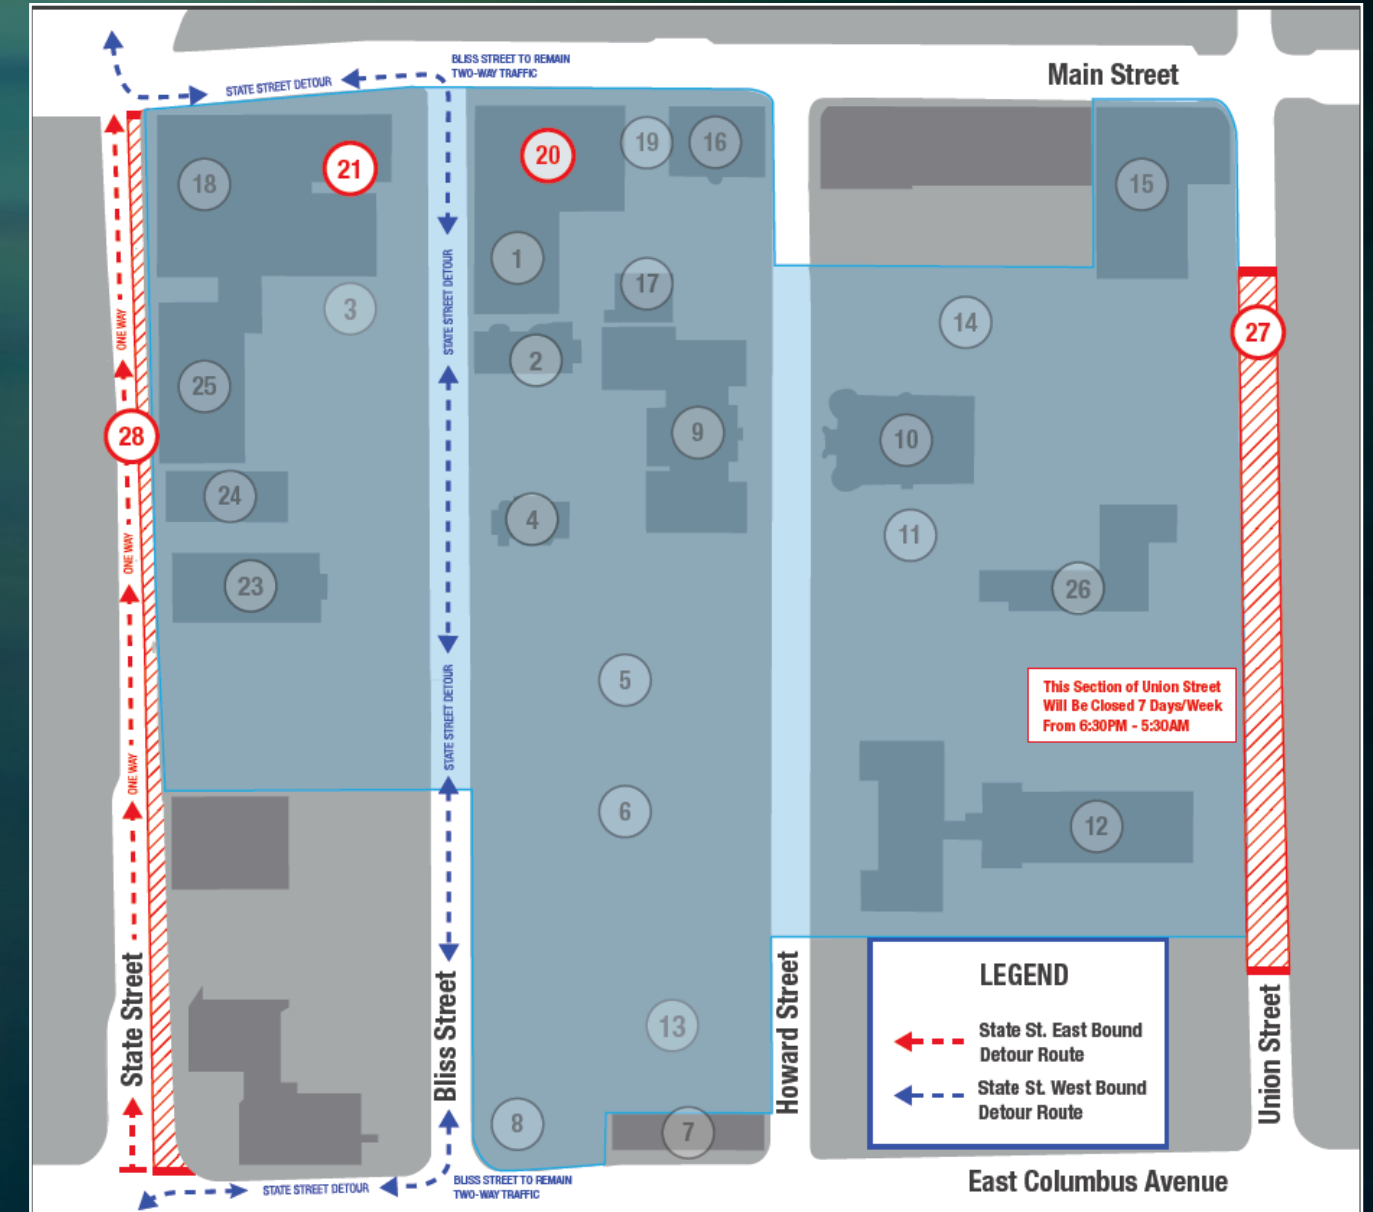 BLISS STREET TO REMAIN
TWO-WAY TRAFFIC
Main Street
STATE STREET DETOUR
21
20
19
16
18
15
1
STATE STREET DETOUR
17
3
14
27
ONE WAY
2
25
28
9
10
24
4
11
ONE WAY
23
26
5
This Section of Union Street
Will Be Closed 7 Days/Week
From 6:30PM - 5:30AM
STATE STREET DETOUR
ONE WAY
6
12
State Street
Bliss Street
13
Howard Street
LEGEND
State St. East Bound
Detour Route
State St. West Bound
Detour Route
Union Street
8
7
BLISS STREET TO REMAIN
TWO-WAY TRAFFIC
STATE STREET DETOUR
East Columbus Avenue